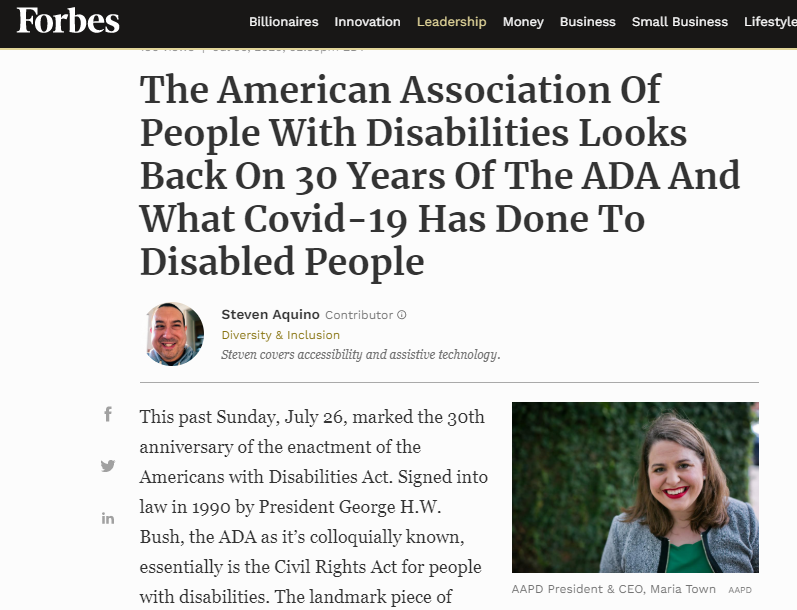 Forbes
Billionaires Innovation Leadership Money Business Small Business Lifestyle
The American Association Of
People With Disabilities Looks
Back On 30 Years Of The ADA And
What Covid-19 Has Done To
Disabled People
Steven Aquino Contributor
Diversity & Inclusion
Steven covers accessibility and assistive technology.
This past Sunday, July 26, marked the 30th
anniversary of the enactment of the
Americans with Disabilities Act. Signed into
law in 1990 by President George H.W.
Bush, the ADA as it’s colloquially known,
essentially is the Civil Rights Act for people
with disabilities. The landmark piece of
AAPD President & CEO, Maria Town AAPD